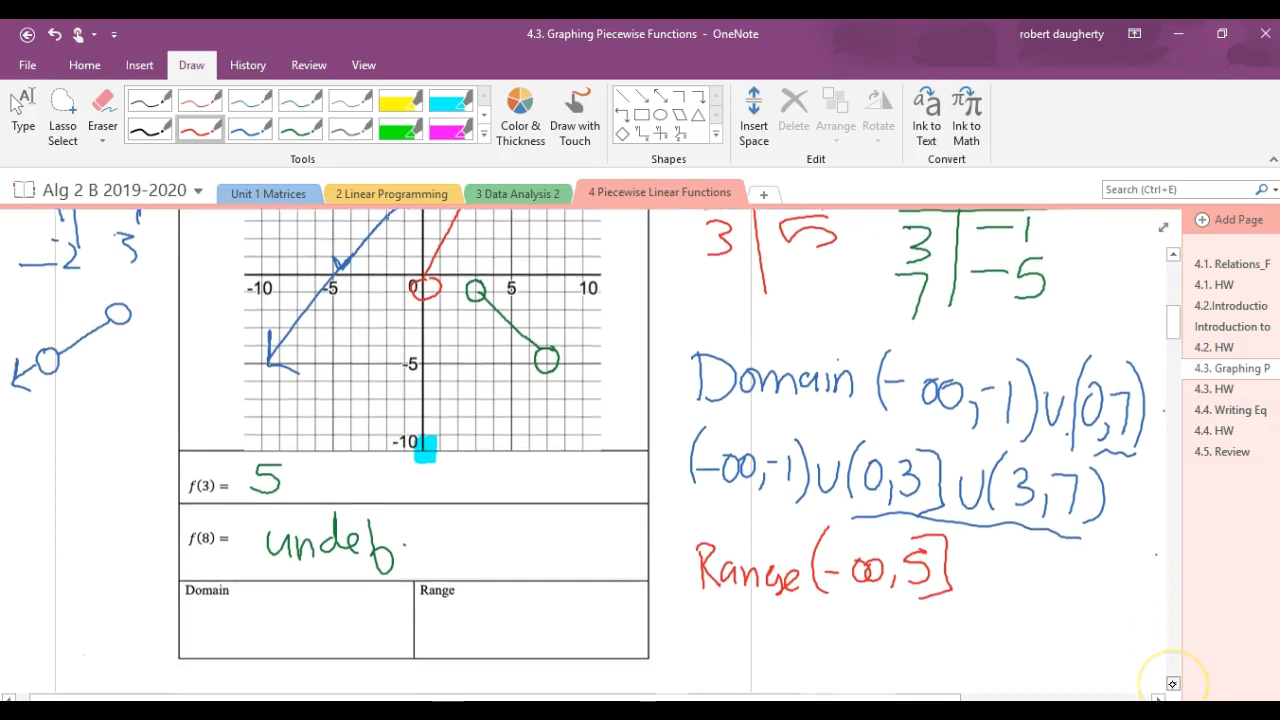 4.3. Graphing Piecewise Functions - OneNote
robert daugherty
File Home Insert Draw History Review View
Type
Lasso Select
Eraser
Color & Thickness
Draw with Touch
Insert Space
Delete
Arrange
Rotate
Ink to Text
Ink to Math
Tools
Shapes
Edit
Convert
Alg 2 B 2019-2020
Unit 1 Matrices
2 Linear Programming
3 Data Analysis 2
4 Piecewise Linear Functions
Search (Ctrl+E)
Add Page
4.1. Relations_F
4.1. HW
4.2.Introductio
Introduction to
4.2. HW
4.3. Graphing P
4.3. HW
4.4. Writing Eq
4.4. HW
4.5. Review
-2 3
-10 -5 0 5 10
-5
-10
3 5
3 -1
7 -5
Domain (-∞,-1)∪(0,7)
(-∞,-1)∪(0,3]∪(3,7)
Range (-∞,5]
f(3) = 5
f(8) = undef.
Domain
Range